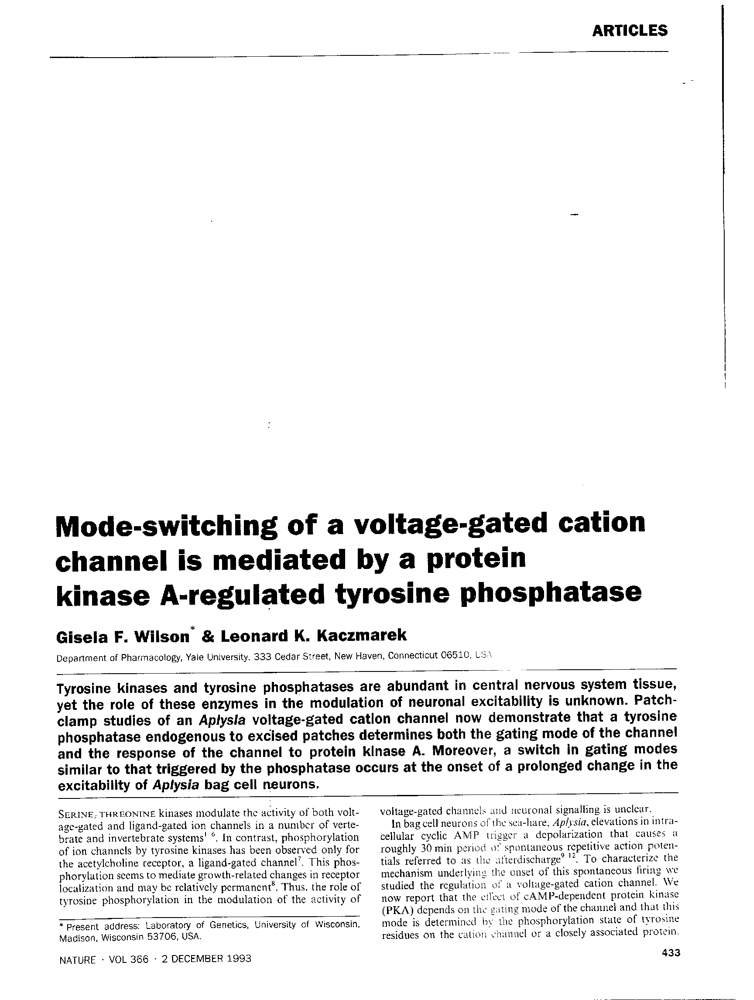 ARTICLES
Mode-switching of a voltage-gated cation
channel is mediated by a protein
kinase A-regulated tyrosine phosphatase
Gisela F. Wilson* & Leonard K. Kaczmarek
Department of Pharmacology, Yale University, 333 Cedar Street, New Haven, Connecticut 06510, USA
Tyrosine kinases and tyrosine phosphatases are abundant in central nervous system tissue,
yet the role of these enzymes in the modulation of neuronal excitability is unknown. Patch-
clamp studies of an Aplysia voltage-gated cation channel now demonstrate that a tyrosine
phosphatase endogenous to excised patches determines both the gating mode of the channel
and the response of the channel to protein kinase A. Moreover, a switch in gating modes
similar to that triggered by the phosphatase occurs at the onset of a prolonged change in the
excitability of Aplysia bag cell neurons.
SERINE/THREONINE kinases modulate the activity of both volt-
age-gated and ligand-gated ion channels in a number of verte-
brate and invertebrate systems1-6. In contrast, phosphorylation
of ion channels by tyrosine kinases has been observed only for
the acetylcholine receptor, a ligand-gated channel7. This phos-
phorylation seems to mediate growth-related changes in receptor
localization and may be relatively permanent8. Thus, the role of
tyrosine phosphorylation in the modulation of the activity of
* Present address: Laboratory of Genetics, University of Wisconsin,
Madison, Wisconsin 53706, USA.
voltage-gated channels and neuronal signalling is unclear.
In bag cell neurons of the sea-hare, Aplysia, elevations in intra-
cellular cyclic AMP trigger a depolarization that causes a
roughly 30 min period of spontaneous repetitive action poten-
tials referred to as the afterdischarge9-12. To characterize the
mechanism underlying the onset of this spontaneous firing we
studied the regulation of a voltage-gated cation channel. We
now report that the effect of cAMP-dependent protein kinase
(PKA) depends on the gating mode of the channel and that this
mode is determined by the phosphorylation state of tyrosine
residues on the cation channel or a closely associated protein.
NATURE · VOL 366 · 2 DECEMBER 1993
433